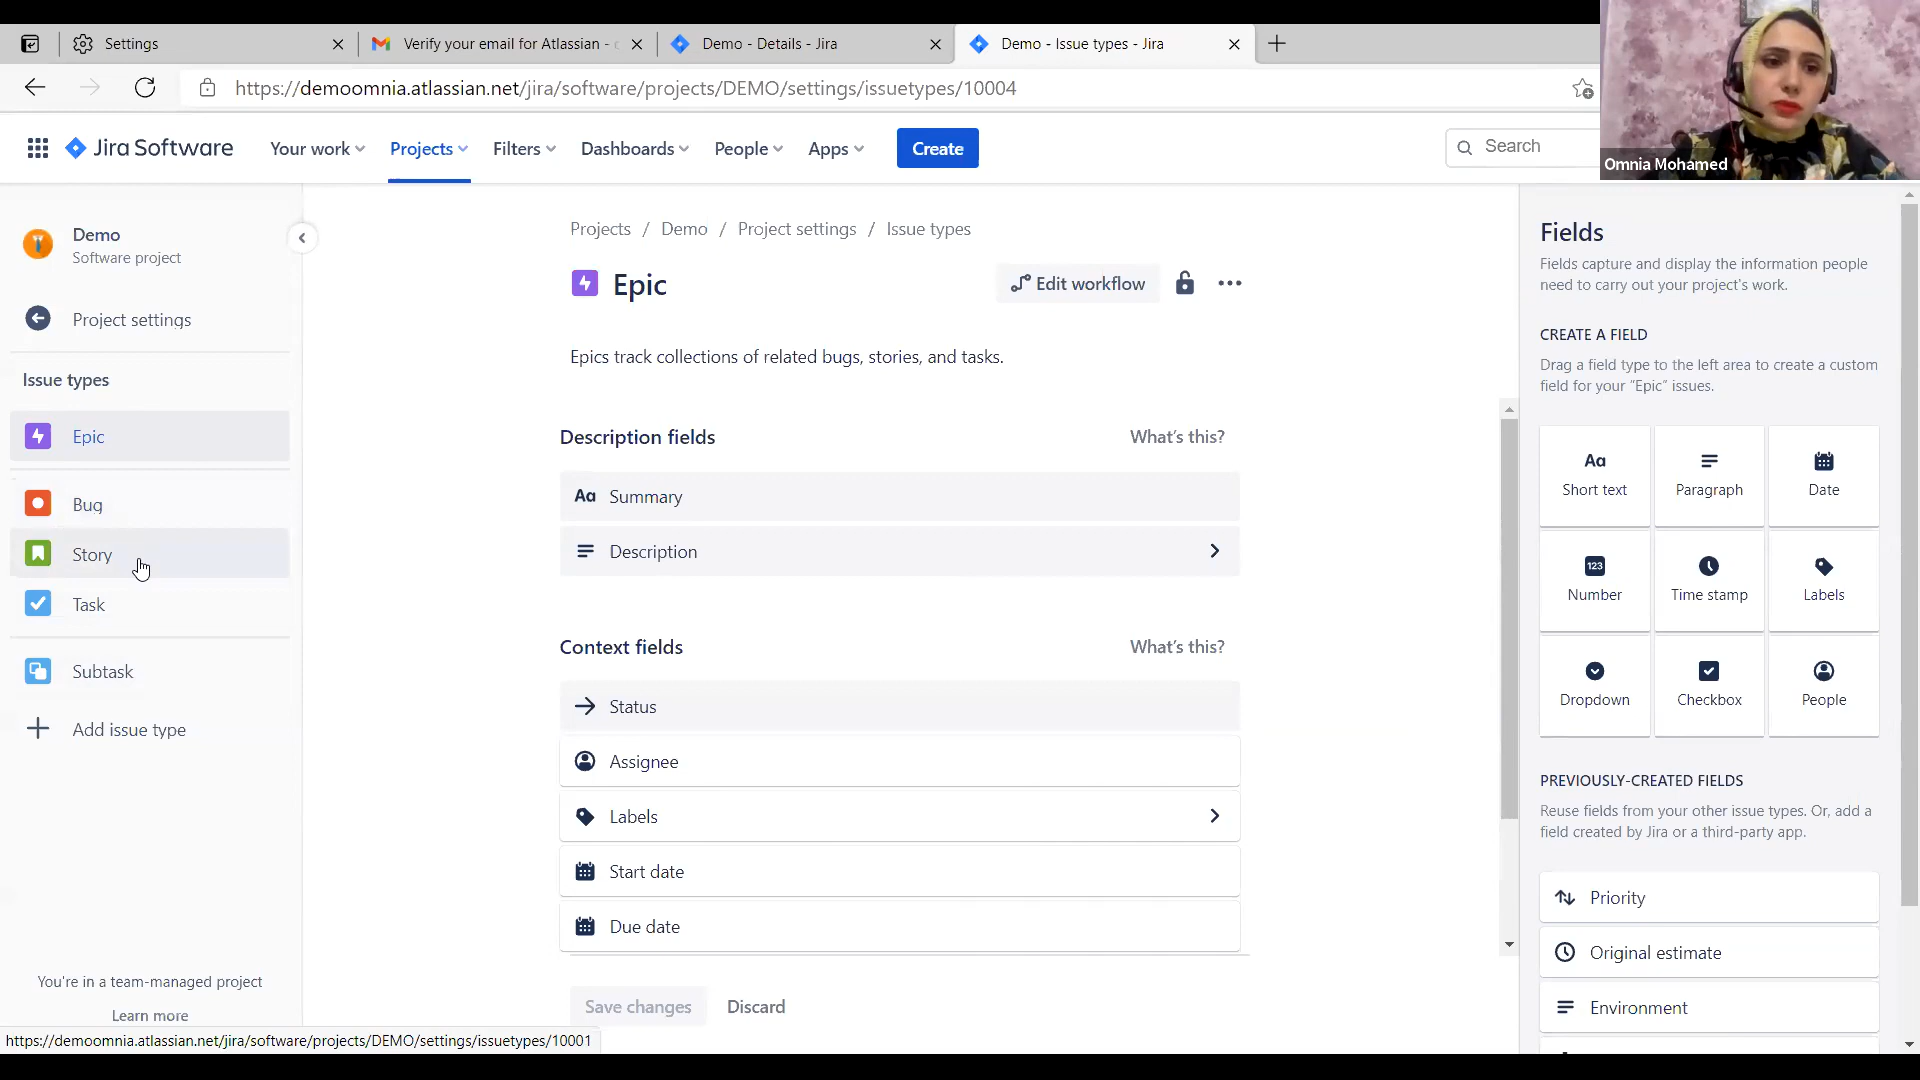 Settings
Verify your email for Atlassian -
Demo - Details - Jira
Demo - Issue types - Jira
https://demoomnia.atlassian.net/jira/software/projects/DEMO/settings/issuetypes/10004
Jira Software
Your work
Projects
Filters
Dashboards
People
Apps
Create
Search
Omnia Mohamed
Demo
Software project
Project settings
Issue types
Epic
Bug
Story
Task
Subtask
Add issue type
You're in a team-managed project
Learn more
https://demoomnia.atlassian.net/jira/software/projects/DEMO/settings/issuetypes/10001
Projects / Demo / Project settings / Issue types
Epic
Edit workflow
Epics track collections of related bugs, stories, and tasks.
Description fields
What's this?
Aa Summary
Description
Context fields
What's this?
Status
Assignee
Labels
Start date
Due date
Save changes
Discard
Fields
Fields capture and display the information people
need to carry out your project's work.
CREATE A FIELD
Drag a field type to the left area to create a custom
field for your “Epic” issues.
Aa
Short text
Paragraph
Date
123
Number
Time stamp
Labels
Dropdown
Checkbox
People
PREVIOUSLY-CREATED FIELDS
Reuse fields from your other issue types. Or, add a
field created by Jira or a third-party app.
Priority
Original estimate
Environment